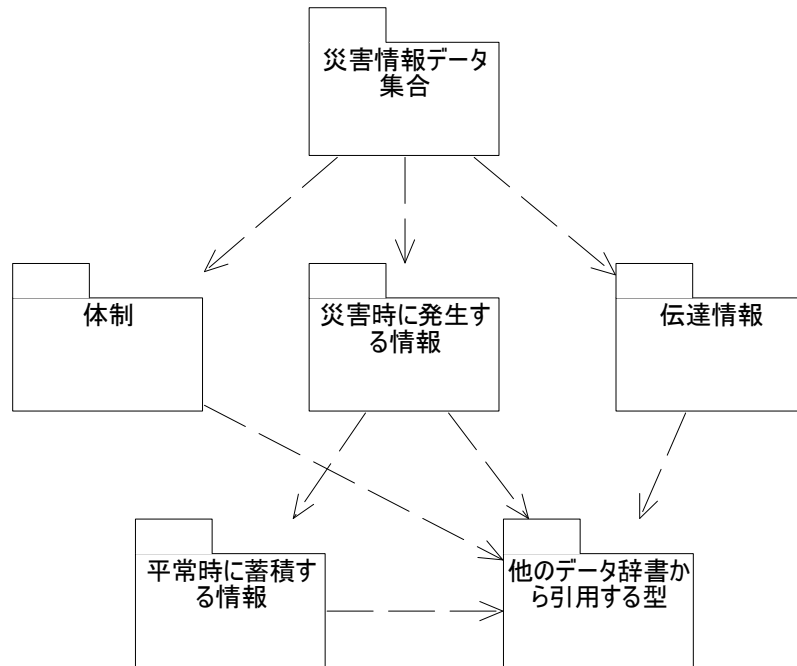 災害情報データ
集合
体制
災害時に発生す
る情報
伝達情報
平常時に蓄積す
る情報
他のデータ辞書か
ら引用する型